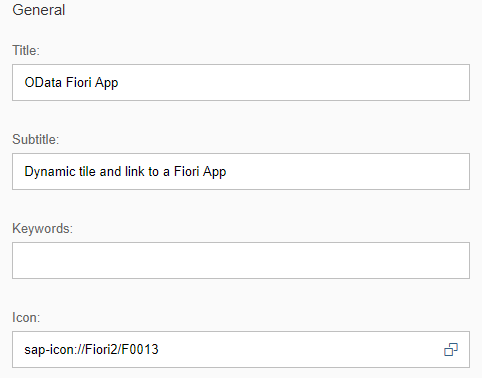 General
Title:
OData Fiori App
Subtitle:
Dynamic tile and link to a Fiori App
Keywords:
Icon:
sap-icon://Fiori2/F0013